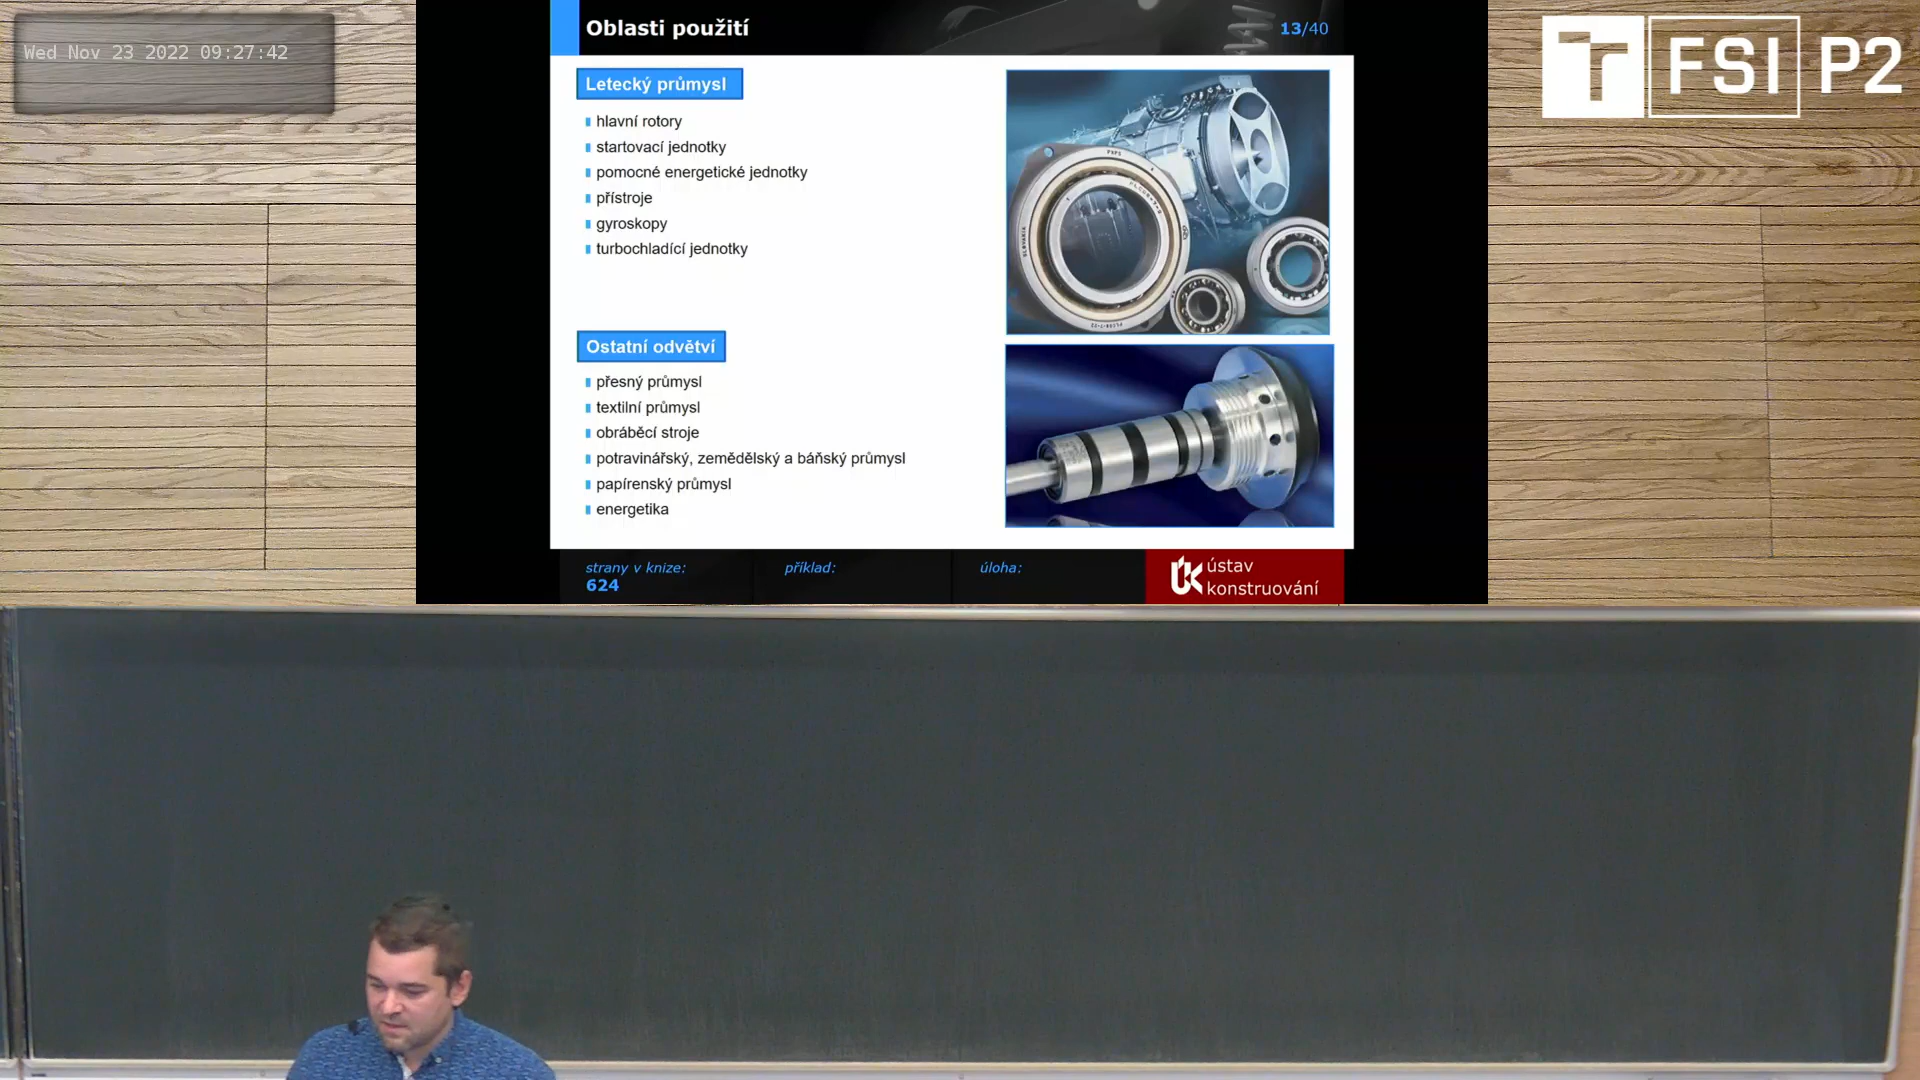 Wed Nov 23 2022 09:27:42
Oblasti použití
13/40
FSI P2
Letecký průmysl
hlavní rotory
startovací jednotky
pomocné energetické jednotky
přístroje
gyroskopy
turbochladící jednotky
Ostatní odvětví
přesný průmysl
textilní průmysl
obráběcí stroje
potravinářský, zemědělský a báňský průmysl
papírenský průmysl
energetika
strany v knize:
624
příklad:
úloha:
ústav
konstruování